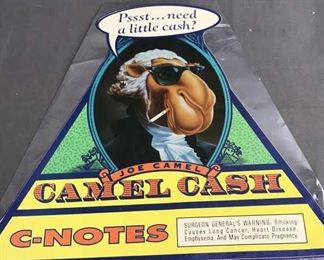 Pssst...need
a little cash?
JOE CAMEL
CAMEL CASH
C-NOTES
SURGEON GENERAL'S WARNING: Smoking
Causes Lung Cancer, Heart Disease,
Emphysema, And May Complicate Pregnancy.